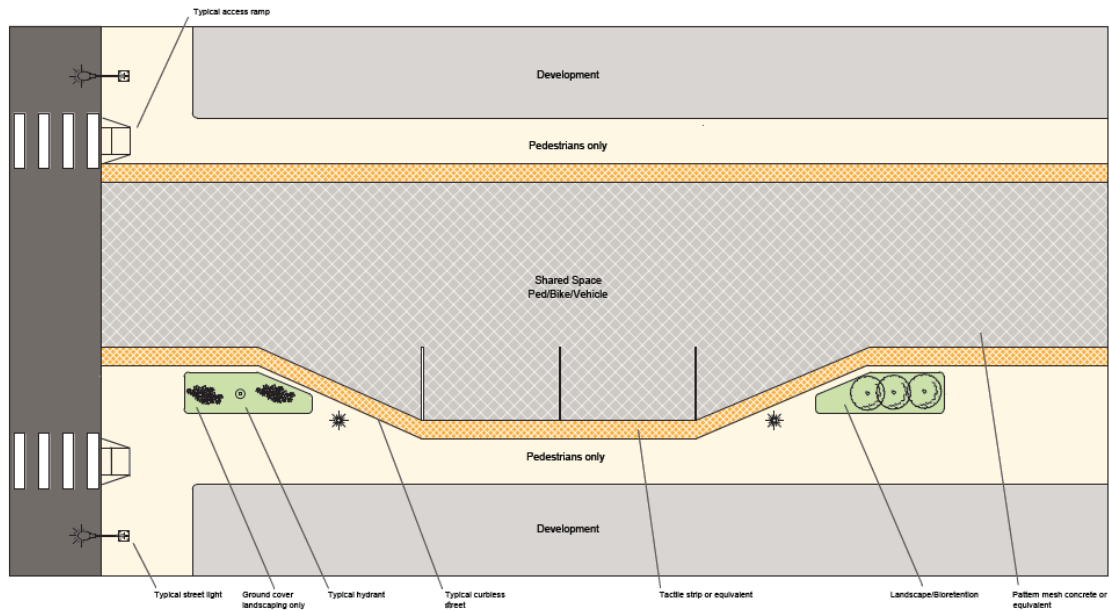 Typical access ramp
Development
Pedestrians only
Shared Space
Ped/Bike/Vehicle
Pedestrians only
Development
Typical street light
Ground cover
landscaping only
Typical hydrant
Typical curbless
street
Tactile strip or equivalent
Landscape/Bioretention
Pattern mesh concrete or
equivalent